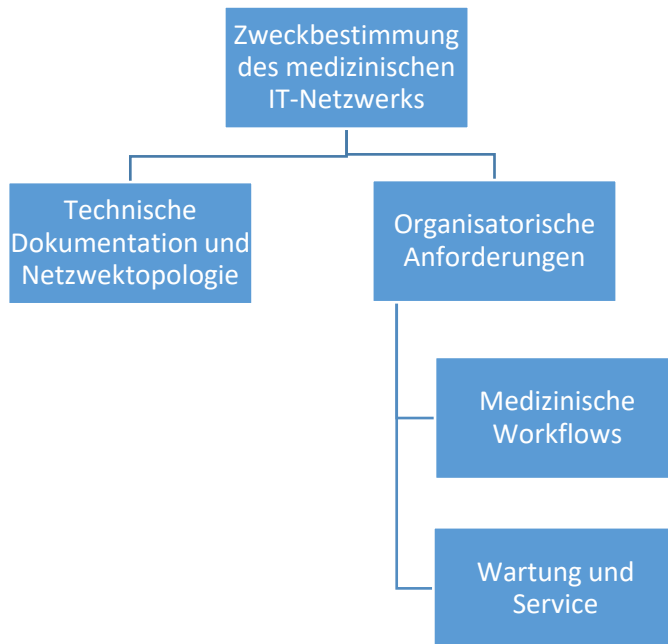 Zweckbestimmung
des medizinischen
IT-Netzwerks
Technische
Dokumentation und
Netzwektopologie
Organisatorische
Anforderungen
Medizinische
Workflows
Wartung und
Service